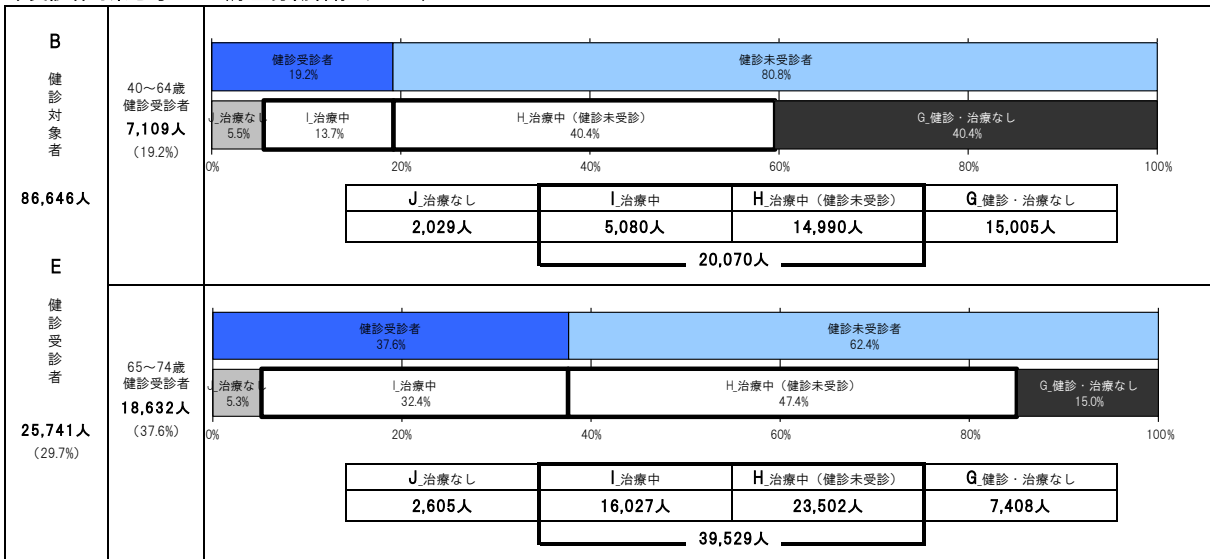 B
健
診
対
象
者
86,646人
E
健
診
受
診
者
25,741人
(29.7%)
40～64歳
健診受診者
7,109人
(19.2%)
健診受診者
19.2%
健診未受診者
80.8%
J_治療なし
5.5%
I_治療中
13.7%
H_治療中（健診未受診）
40.4%
G_健診・治療なし
40.4%
0% 20% 40% 60% 80% 100%
J_治療なし I_治療中 H_治療中（健診未受診） G_健診・治療なし
2,029人 5,080人 14,990人 15,005人
20,070人
65～74歳
健診受診者
18,632人
(37.6%)
健診受診者
37.6%
健診未受診者
62.4%
J_治療なし
5.3%
I_治療中
32.4%
H_治療中（健診未受診）
47.4%
G_健診・治療なし
15.0%
0% 20% 40% 60% 80% 100%
J_治療なし I_治療中 H_治療中（健診未受診） G_健診・治療なし
2,605人 16,027人 23,502人 7,408人
39,529人